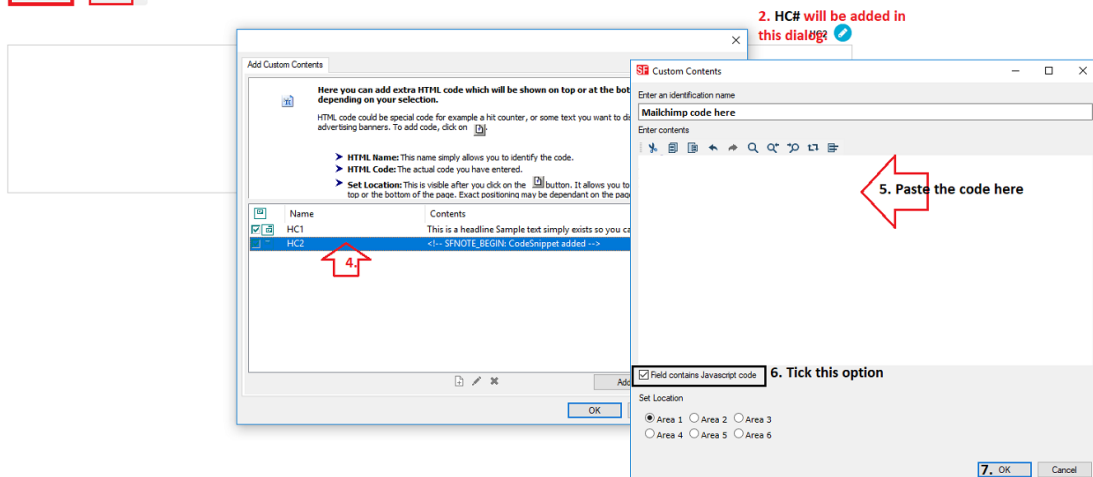 2. HC# will be added in
this dialog.
HC2
Add Custom Contents
Here you can add extra HTML code which will be shown on top or at the bot
depending on your selection.
HTML code could be special code for example a hit counter, or some text you want to di
advertising banners. To add code, click on
HTML Name: This name simply allows you to identify the code.
HTML Code: The actual code you have entered.
Set Location: This is visible after you click on the button. It allows you to
top or the bottom of the page. Exact positioning may be dependant on the page
Name Contents
HC1 This is a headline Sample text simply exists so you ca
HC2 <!-- SFNOTE_BEGIN: CodeSnippet added -->
4.
Add
OK
SF Custom Contents
Enter an identification name
Mailchimp code here
Enter contents
5. Paste the code here
Field contains Javascript code
6. Tick this option
Set Location
Area 1 Area 2 Area 3
Area 4 Area 5 Area 6
7. OK Cancel